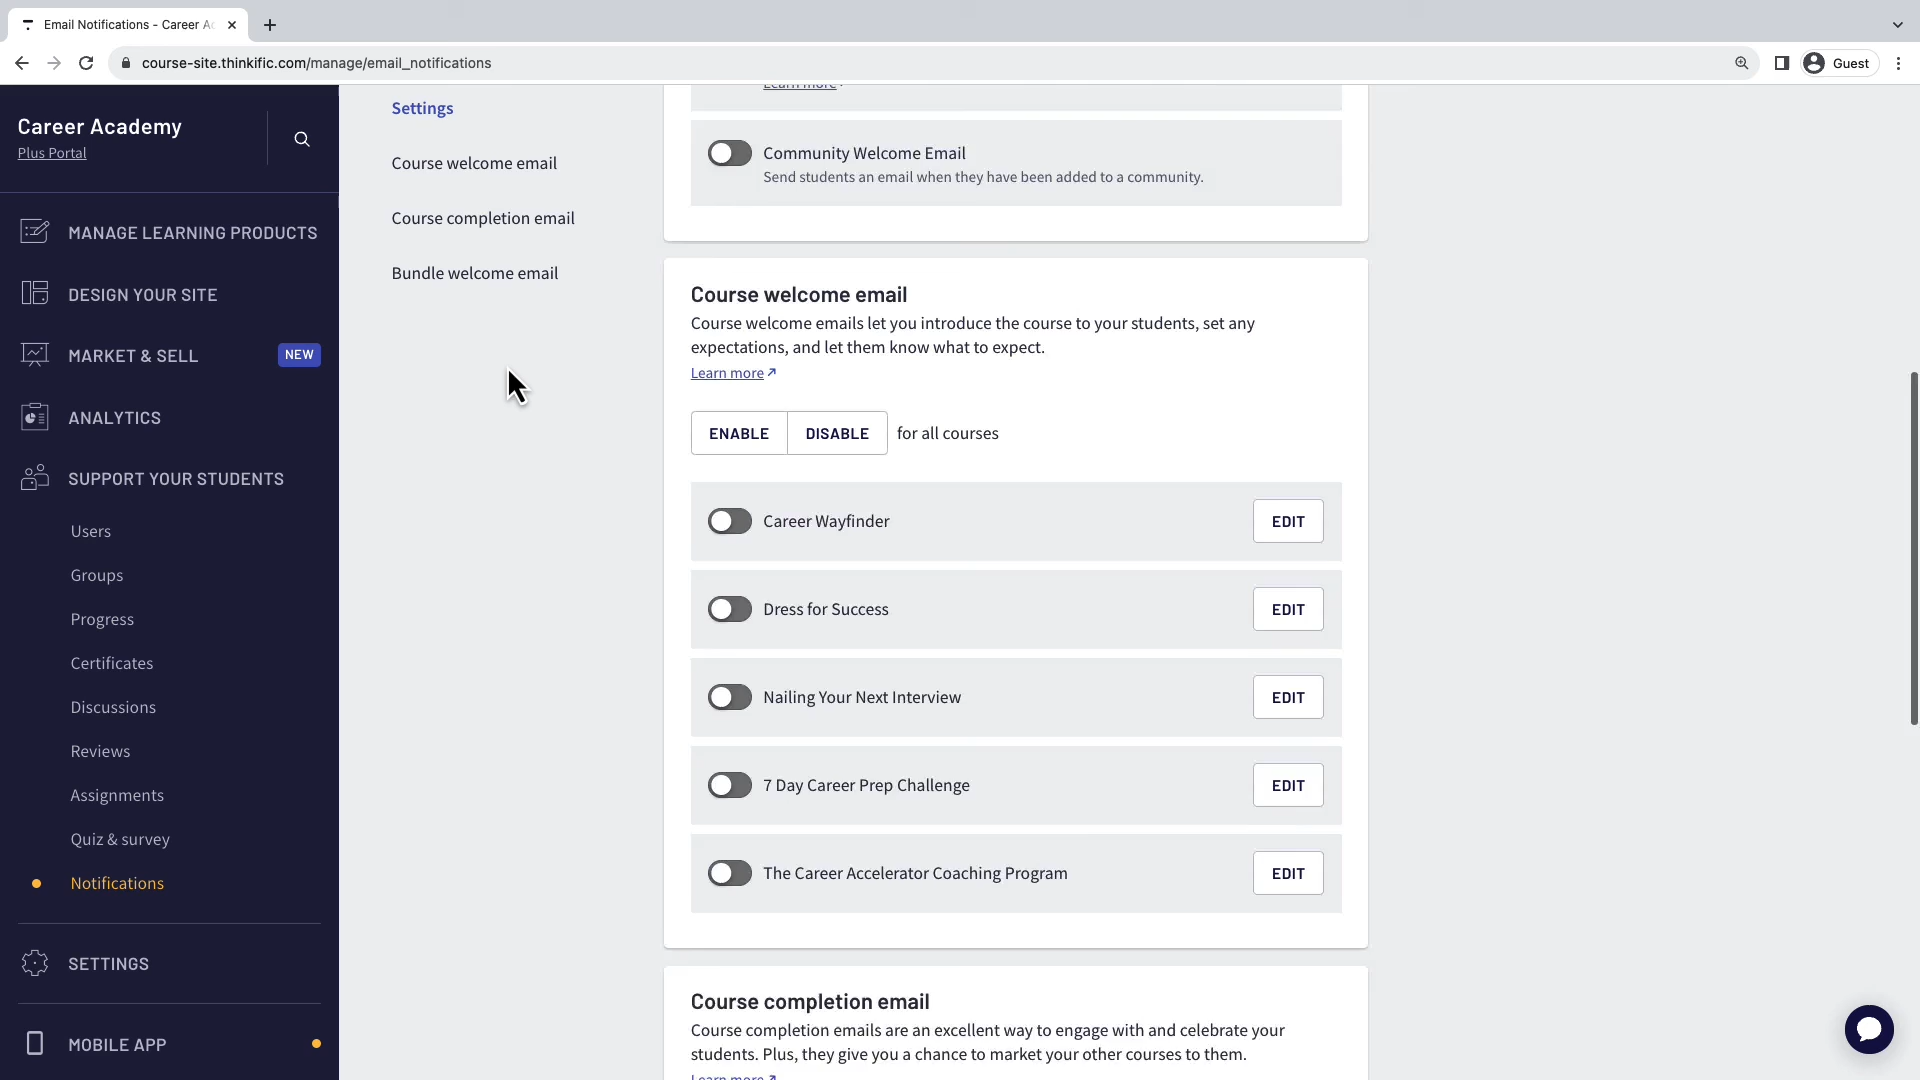 Email Notifications - Career Ac
course-site.thinkific.com/manage/email_notifications
Guest
Career Academy
Plus Portal
MANAGE LEARNING PRODUCTS
DESIGN YOUR SITE
MARKET & SELL
NEW
ANALYTICS
SUPPORT YOUR STUDENTS
Users
Groups
Progress
Certificates
Discussions
Reviews
Assignments
Quiz & survey
Notifications
SETTINGS
MOBILE APP
Settings
Course welcome email
Course completion email
Bundle welcome email
Learn more
Community Welcome Email
Send students an email when they have been added to a community.
Course welcome email
Course welcome emails let you introduce the course to your students, set any
expectations, and let them know what to expect.
Learn more
ENABLE DISABLE for all courses
Career Wayfinder EDIT
Dress for Success EDIT
Nailing Your Next Interview EDIT
7 Day Career Prep Challenge EDIT
The Career Accelerator Coaching Program EDIT
Course completion email
Course completion emails are an excellent way to engage with and celebrate your
students. Plus, they give you a chance to market your other courses to them.
Learn more